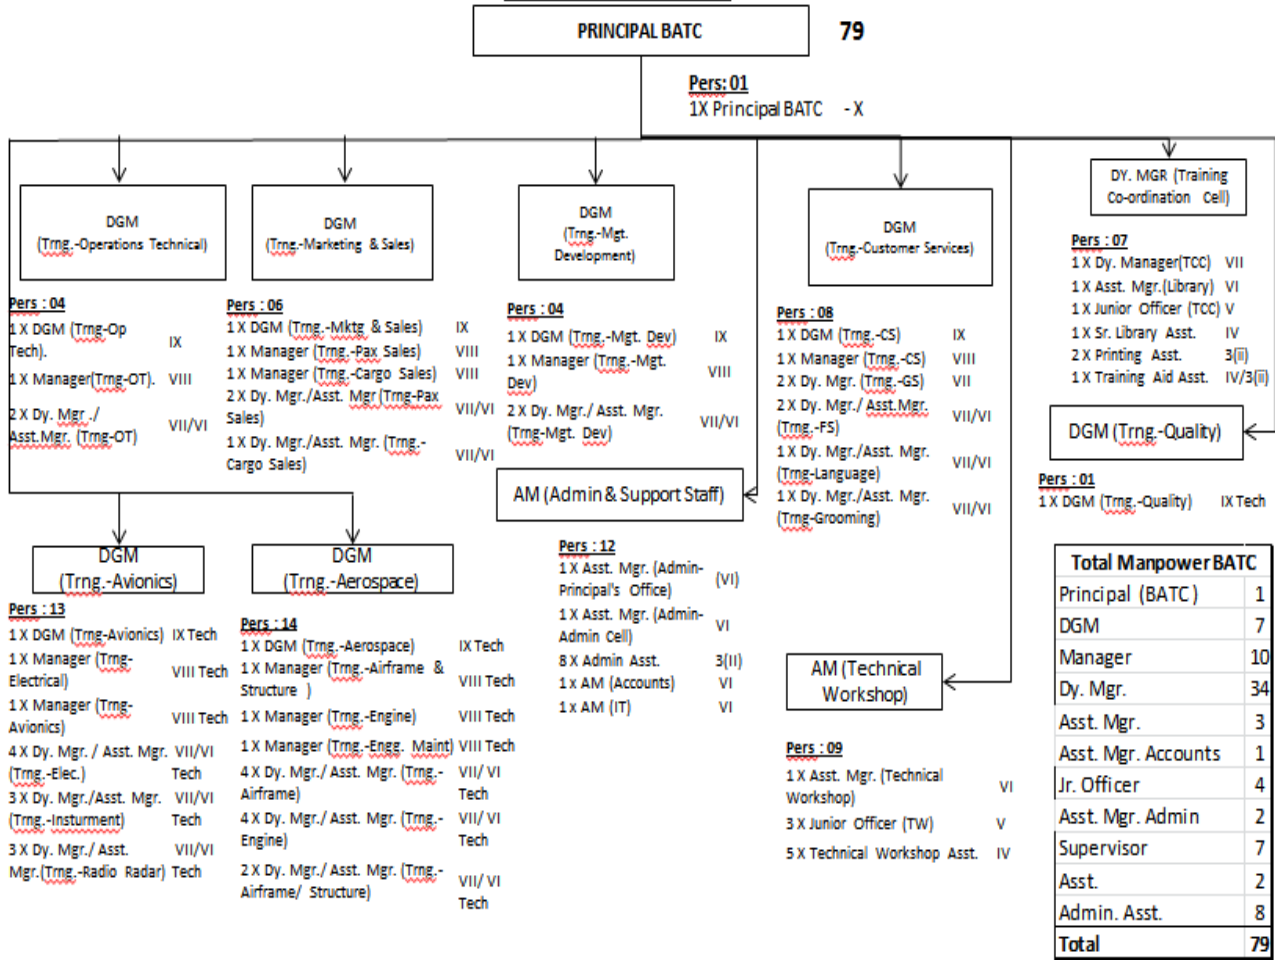 PRINCIPAL BATC
79
Pers: 01
1X Principal BATC - X
DGM
(Trng.-Operations Technical)
Pers : 04
1 X DGM (Trng-Op
Tech). IX
1 X Manager(Trng-OT). VIII
2 X Dy. Mgr ./
Asst.Mgr. (Trng-OT) VII/VI
DGM
(Trng.-Marketing & Sales)
Pers : 06
1 X DGM (Trng.-Mktg & Sales) IX
1 X Manager (Trng.-Pax Sales) VIII
1 X Manager (Trng.-Cargo Sales) VIII
2 X Dy. Mgr./Asst. Mgr (Trng-Pax
Sales) VII/VI
1 X Dy. Mgr./Asst. Mgr. (Trng.-
Cargo Sales) VII/VI
DGM
(Trng.-Mgt.
Development)
Pers : 04
1 X DGM (Trng.-Mgt. Dev) IX
1 X Manager (Trng.-Mgt.
Dev) VIII
2 X Dy. Mgr./ Asst. Mgr.
(Trng-Mgt. Dev) VII/VI
DGM
(Trng.-Customer Services)
Pers : 08
1 X DGM (Trng.-CS) IX
1 X Manager (Trng.-CS) VIII
2 X Dy. Mgr. (Trng.-GS) VII
2 X Dy. Mgr./ Asst.Mgr.
(Trng.-FS) VII/VI
1 X Dy. Mgr./Asst. Mgr.
(Trng-Language) VII/VI
1 X Dy. Mgr./Asst. Mgr.
(Trng-Grooming) VII/VI
DY. MGR (Training
Co-ordination Cell)
Pers : 07
1 X Dy. Manager(TCC) VII
1 X Asst. Mgr.(Library) VI
1 X Junior Officer (TCC) V
1 X Sr. Library Asst. IV
2 X Printing Asst. 3(ii)
1 X Training Aid Asst. IV/3(ii)
DGM (Trng.-Quality)
Pers : 01
1 X DGM (Trng.-Quality) IX Tech
AM (Admin & Support Staff)
Pers : 12
1 X Asst. Mgr. (Admin-
Principal's Office) (VI)
1 X Asst. Mgr. (Admin-
Admin Cell) VI
8 X Admin Asst. 3(II)
1 x AM (Accounts) VI
1 x AM (IT) VI
DGM
(Trng.-Avionics)
Pers : 13
1 X DGM (Trng-Avionics) IX Tech
1 X Manager (Trng-
Electrical) VIII Tech
1 X Manager (Trng-
Avionics) VIII Tech
4 X Dy. Mgr. / Asst. Mgr. VII/VI
(Trng.-Elec.) Tech
3 X Dy. Mgr./Asst. Mgr. VII/VI
(Trng.-Insturment) Tech
3 X Dy. Mgr./ Asst. VII/VI
Mgr.(Trng.-Radio Radar) Tech
DGM
(Trng.-Aerospace)
Pers : 14
1 X DGM (Trng.-Aerospace) IX Tech
1 X Manager (Trng.-Airframe &
Structure ) VIII Tech
1 X Manager (Trng.-Engine) VIII Tech
1 X Manager (Trng.-Engg. Maint) VIII Tech
4 X Dy. Mgr./ Asst. Mgr. (Trng.- VII/ VI
Airframe) Tech
4 X Dy. Mgr./ Asst. Mgr. (Trng.- VII/ VI
Engine) Tech
2 X Dy. Mgr./ Asst. Mgr. (Trng.- VII/ VI
Airframe/ Structure) Tech
AM (Technical
Workshop)
Pers : 09
1 X Asst. Mgr. (Technical
Workshop) VI
3 X Junior Officer (TW) V
5 X Technical Workshop Asst. IV
Total Manpower BATC
Principal (BATC) 1
DGM 7
Manager 10
Dy. Mgr. 34
Asst. Mgr. 3
Asst. Mgr. Accounts 1
Jr. Officer 4
Asst. Mgr. Admin 2
Supervisor 7
Asst. 2
Admin. Asst. 8
Total 79